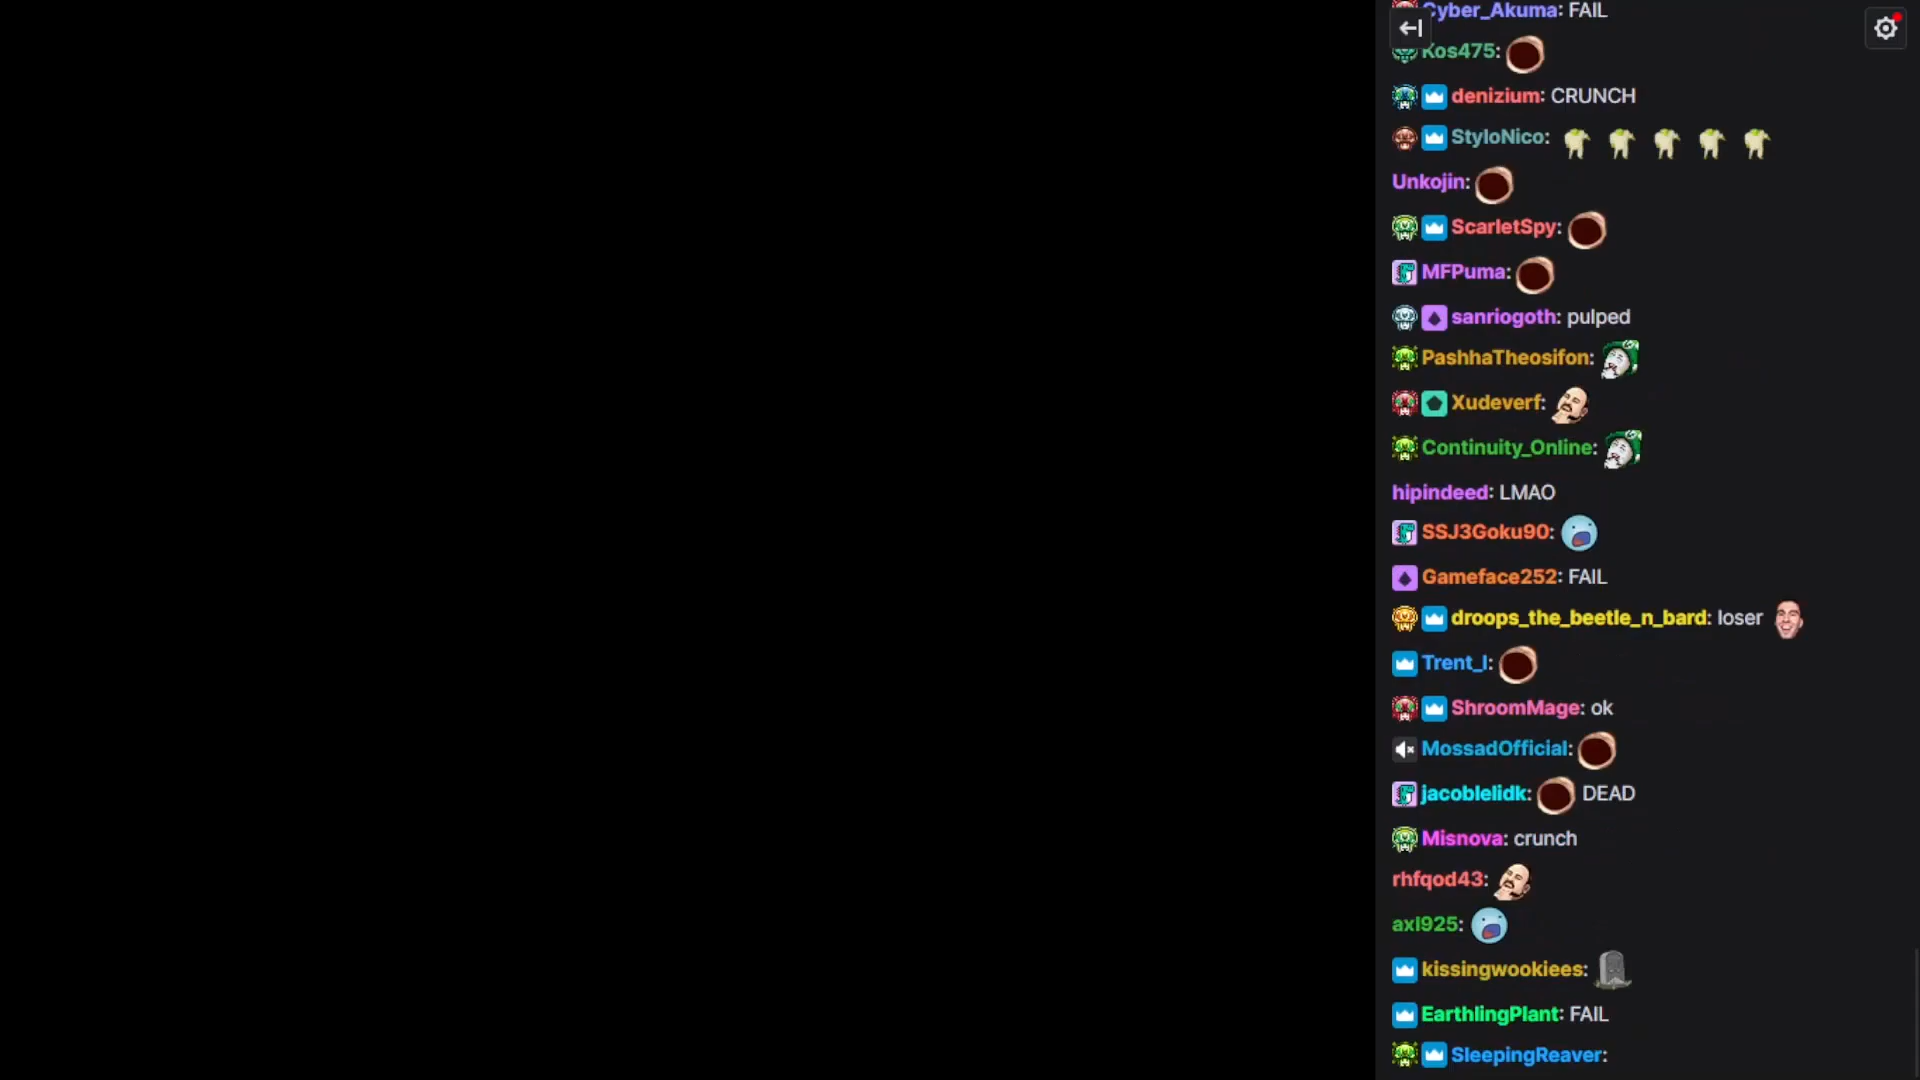 Cyber_Akuma: FAIL
Kos475:
denizium: CRUNCH
StyloNico:
Unkojin:
ScarletSpy:
MFPuma:
sanriogoth: pulped
PashhaTheosifon:
Xudeverf:
Continuity_Online:
hipindeed: LMAO
SSJ3Goku90:
Gameface252: FAIL
droops_the_beetle_n_bard: loser
Trent_I:
ShroomMage: ok
MossadOfficial:
jacoblelidk: DEAD
Misnova: crunch
rhfqod43:
axl925:
kissingwookiees:
EarthlingPlant: FAIL
SleepingReaver: